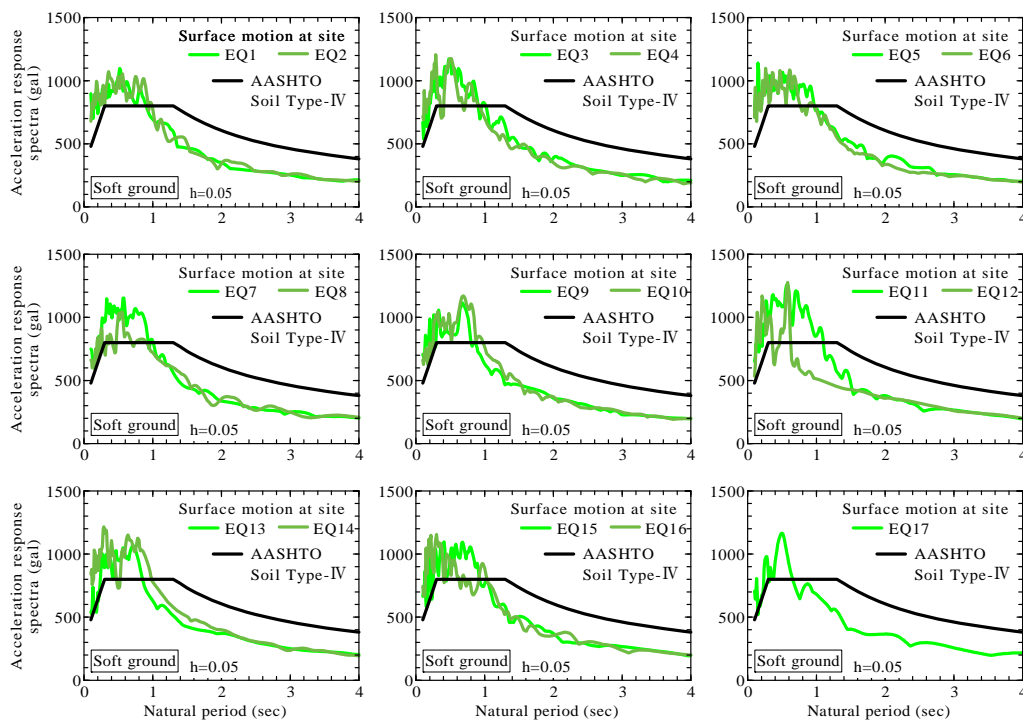 Acceleration response
spectra (gal)
1500
1000
500
0
Surface motion at site
EQ1 EQ2
AASHTO
Soil Type-Ⅳ
Soft ground h=0.05
0 1 2 3 4
1500
1000
500
0
Surface motion at site
EQ3 EQ4
AASHTO
Soil Type-Ⅳ
Soft ground h=0.05
0 1 2 3 4
1500
1000
500
0
Surface motion at site
EQ5 EQ6
AASHTO
Soil Type-Ⅳ
Soft ground h=0.05
0 1 2 3 4
Acceleration response
spectra (gal)
1500
1000
500
0
Surface motion at site
EQ7 EQ8
AASHTO
Soil Type-Ⅳ
Soft ground h=0.05
0 1 2 3 4
1500
1000
500
0
Surface motion at site
EQ9 EQ10
AASHTO
Soil Type-Ⅳ
Soft ground h=0.05
0 1 2 3 4
1500
1000
500
0
Surface motion at site
EQ11 EQ12
AASHTO
Soil Type-Ⅳ
Soft ground h=0.05
0 1 2 3 4
Acceleration response
spectra (gal)
1500
1000
500
0
Surface motion at site
EQ13 EQ14
AASHTO
Soil Type-Ⅳ
Soft ground h=0.05
0 1 2 3 4
Natural period (sec)
1500
1000
500
0
Surface motion at site
EQ15 EQ16
AASHTO
Soil Type-Ⅳ
Soft ground h=0.05
0 1 2 3 4
Natural period (sec)
1500
1000
500
0
Surface motion at site
EQ17
AASHTO
Soil Type-Ⅳ
Soft ground h=0.05
0 1 2 3 4
Natural period (sec)